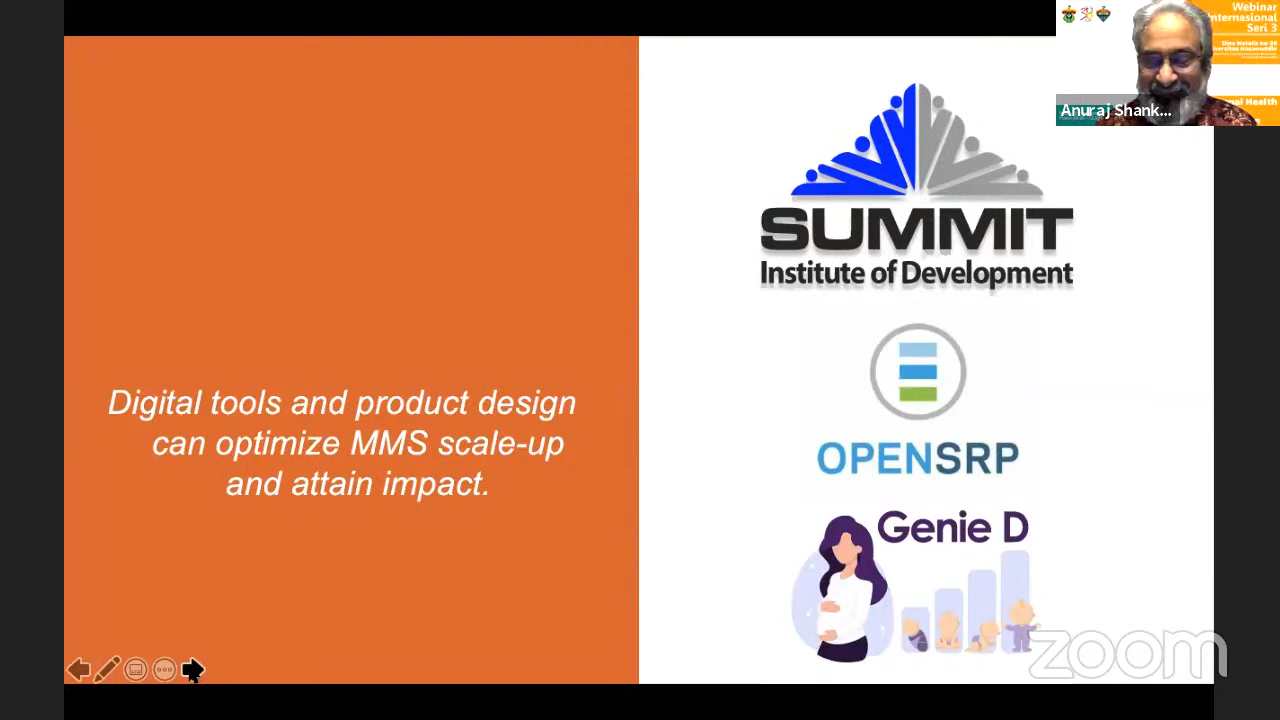 Digital tools and product design
can optimize MMS scale-up
and attain impact.
SUMMIT
Institute of Development
OPENSRP
Genie D
zoom
Webinar
Internasional
Seri 3
Anuraj Shank...